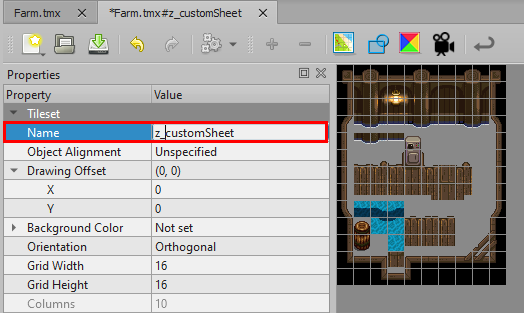 Farm.tmx *Farm.tmx#z_customSheet
Properties
Property Value
Tileset
Name z_customSheet
Object Alignment Unspecified
Drawing Offset (0, 0)
X 0
Y 0
Background Color Not set
Orientation Orthogonal
Grid Width 16
Grid Height 16
Columns 10